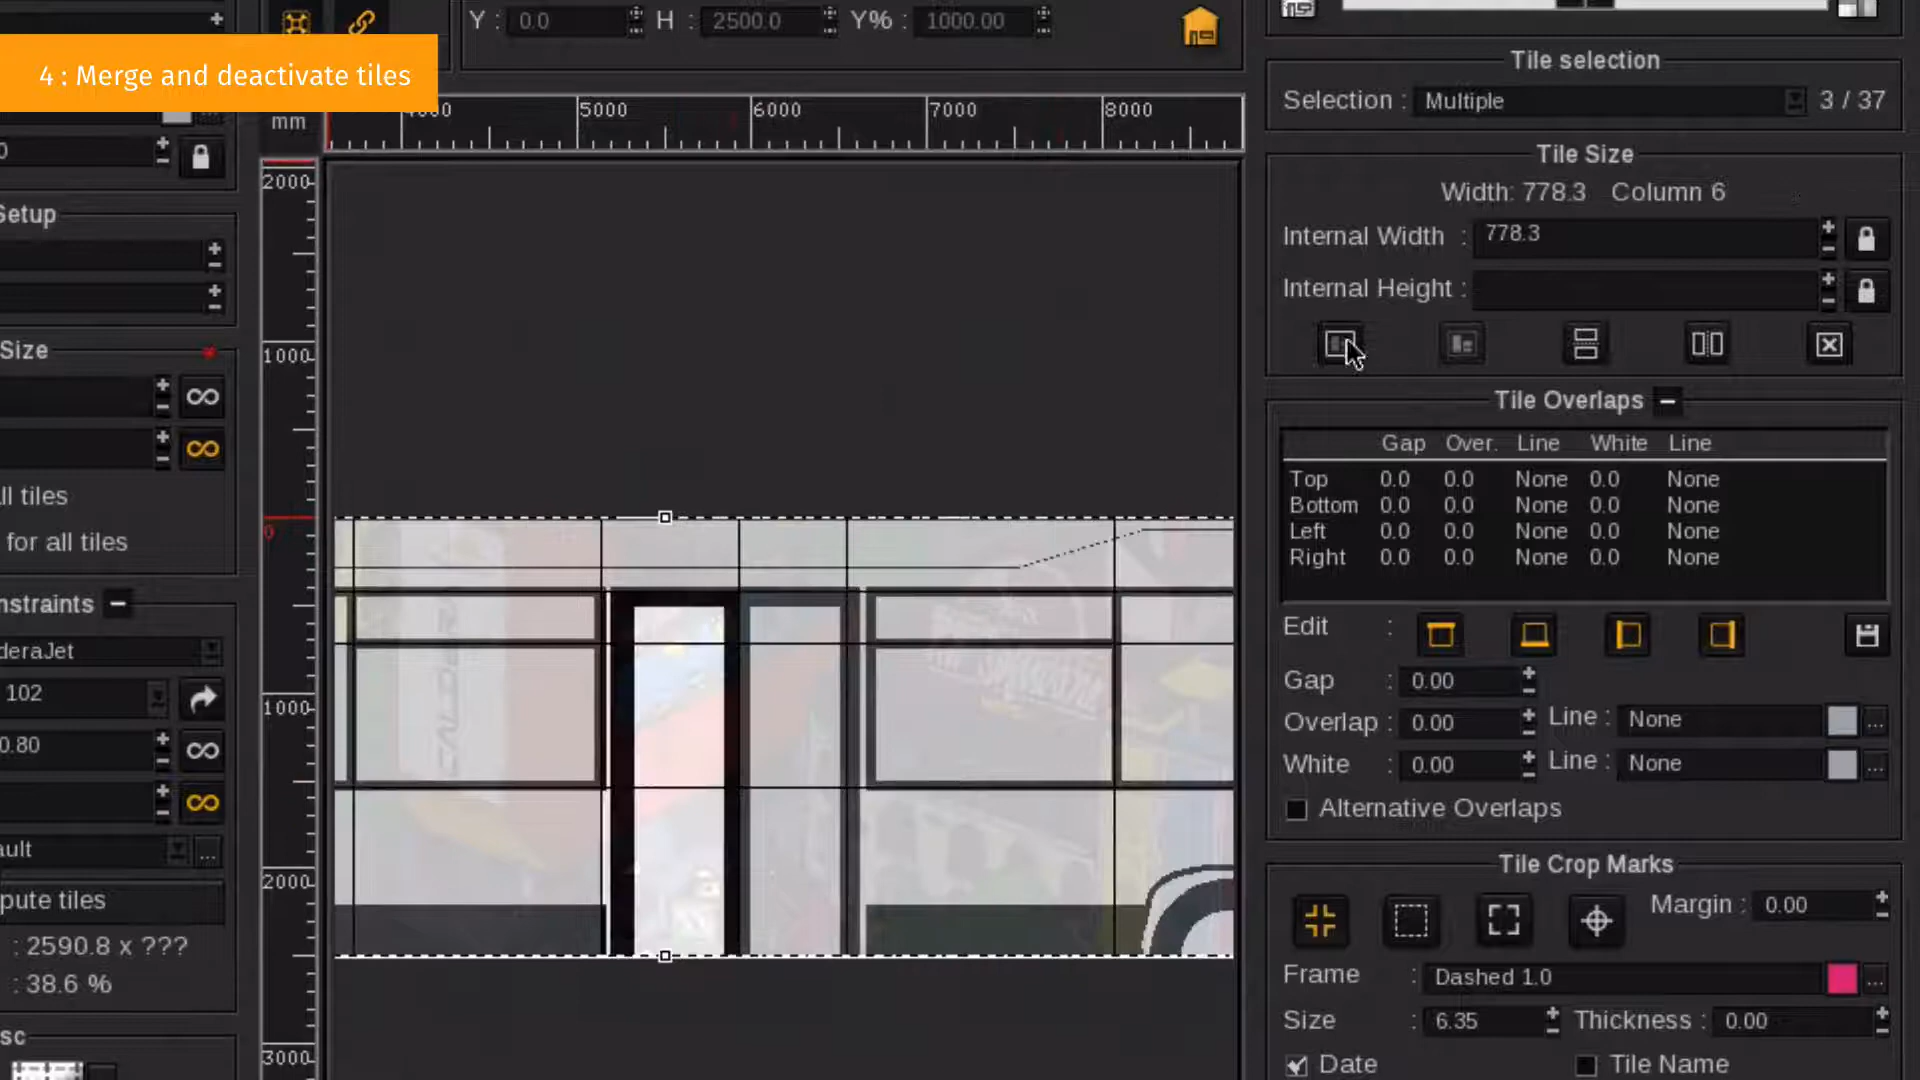 4 : Merge and deactivate tiles
Y : 0.0 H : 2500.0 Y% : 1000.00
mm
5000 6000 7000 8000
2000
1000
0
1000
2000
3000
0
Setup
Size
ll tiles
for all tiles
nstraints
deraJet
102
0.80
ault
pute tiles
: 2590.8 x ???
: 38.6 %
sc
CALDER
Tile selection
Selection : Multiple 3 / 37
Tile Size
Width: 778.3 Column 6
Internal Width : 778.3
Internal Height :
Tile Overlaps
Gap Over. Line White Line
Top 0.0 0.0 None 0.0 None
Bottom 0.0 0.0 None 0.0 None
Left 0.0 0.0 None 0.0 None
Right 0.0 0.0 None 0.0 None
Edit :
Gap : 0.00
Overlap : 0.00 Line : None ...
White : 0.00 Line : None ...
Alternative Overlaps
Tile Crop Marks
Margin : 0.00
Frame : Dashed 1.0 ...
Size : 6.35 Thickness : 0.00
Date Tile Name